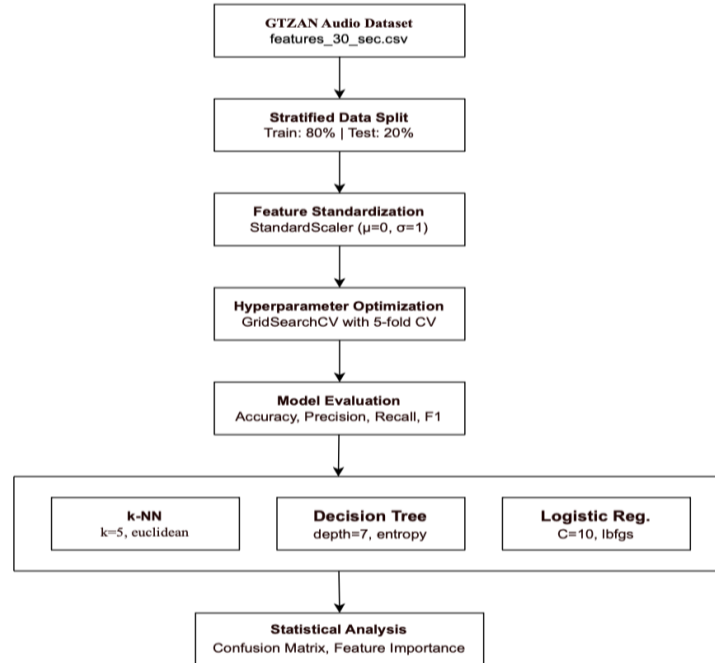 GTZAN Audio Dataset
features_30_sec.csv
Stratified Data Split
Train: 80% | Test: 20%
Feature Standardization
StandardScaler (μ=0, σ=1)
Hyperparameter Optimization
GridSearchCV with 5-fold CV
Model Evaluation
Accuracy, Precision, Recall, F1
k-NN
k=5, euclidean
Decision Tree
depth=7, entropy
Logistic Reg.
C=10, lbfgs
Statistical Analysis
Confusion Matrix, Feature Importance